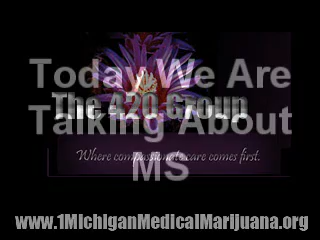 Today We Are
The 420 Group
Talking About
Where compassionate care comes first.
MS
www.1MichiganMedicalMarijuana.org